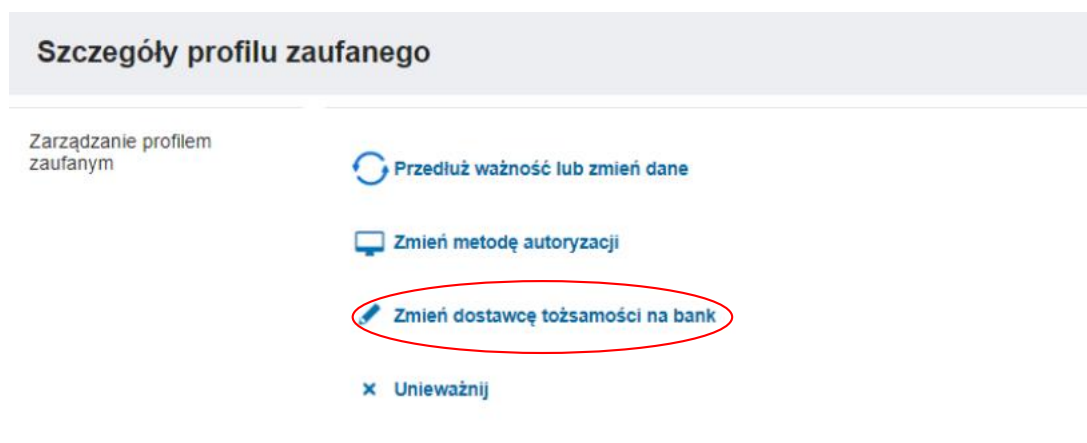 Szczegóły profilu zaufanego
Zarządzanie profilem
zaufanym
Przedłuż ważność lub zmień dane
Zmień metodę autoryzacji
Zmień dostawcę tożsamości na bank
Unieważnij